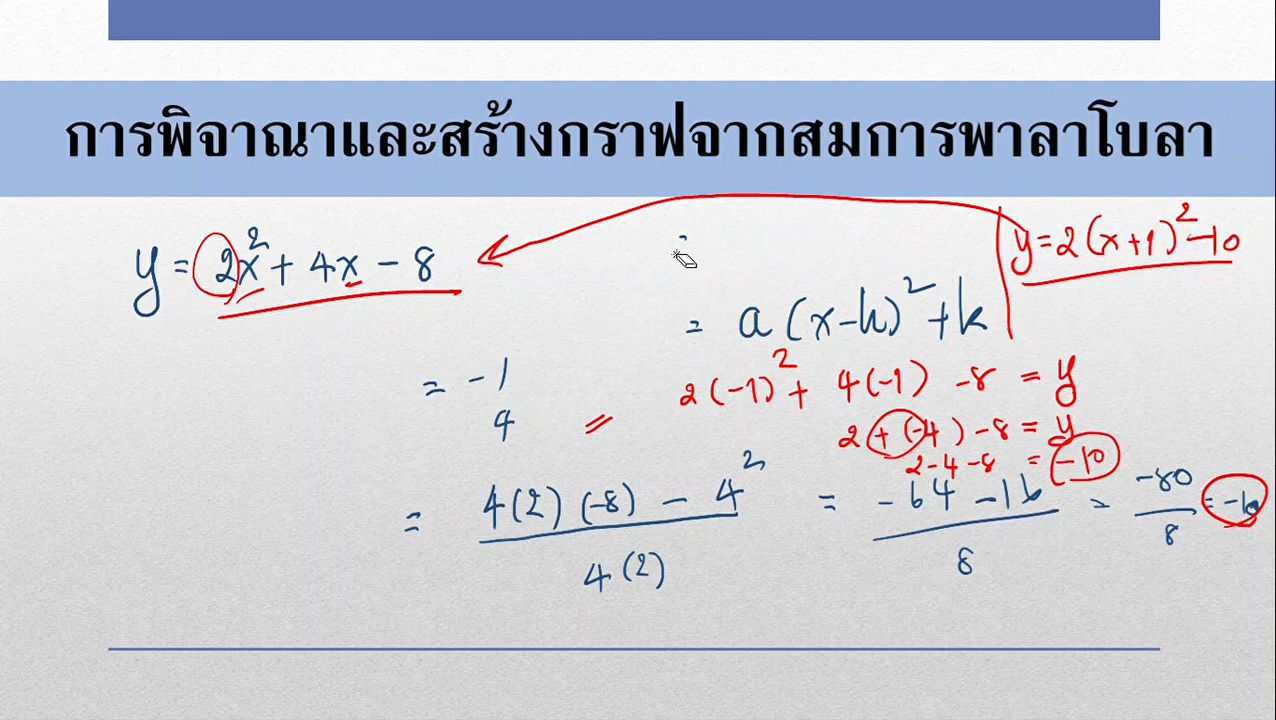 การพิจาณาและสร้างกราฟจากสมการพาลาโบลา
y = 2x² + 4x - 8
y = 2(x+1)² - 10
= a(x-h)² + k
= -1
4
=
2(-1)² + 4(-1) - 8 = y
2 + (-4) - 8 = y
2 - 4 - 8 = -10
= 4(2)(-8) - 4² / 4(2) = -64 - 16 / 8 = -80 / 8 = -10